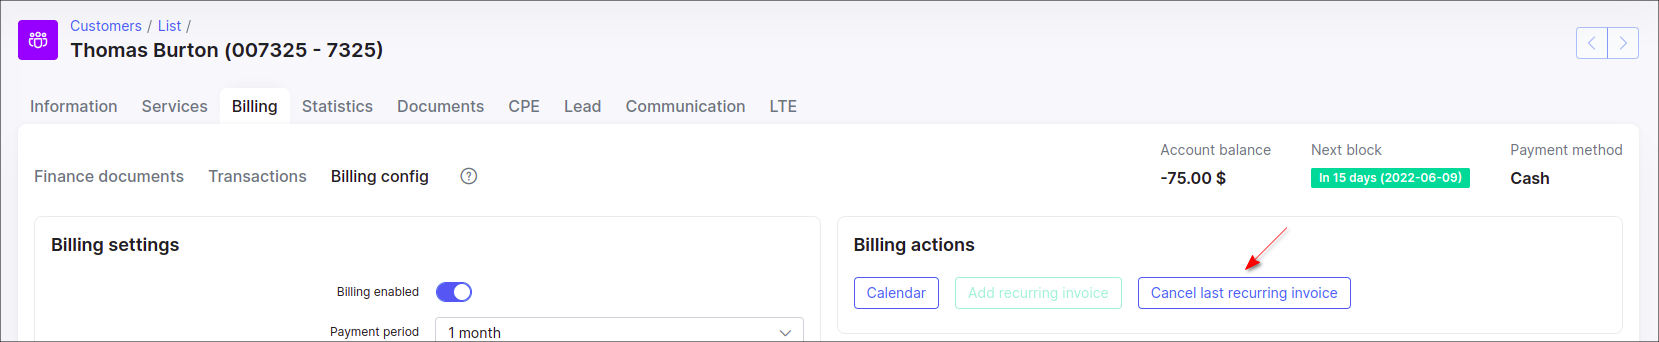 Customers / List /
Thomas Burton (007325 - 7325)
Information Services Billing Statistics Documents CPE Lead Communication LTE
Account balance Next block Payment method
Finance documents Transactions Billing config ?
-75.00 $ In 15 days (2022-06-09) Cash
Billing settings
Billing actions
Billing enabled
Calendar Add recurring invoice Cancel last recurring invoice
Payment period 1 month